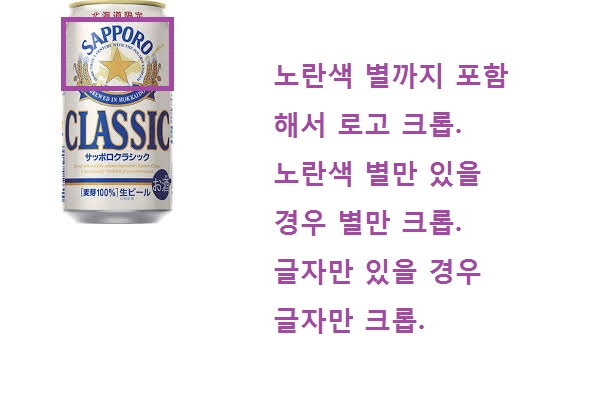 北海道限定
SAPPORO
BREWED IN HOKKAIDO
CLASSIC
サッポロクラシック
[麦芽100%]生ビール
お酒
노란색 별까지 포함
해서 로고 크롭.
노란색 별만 있을
경우 별만 크롭.
글자만 있을 경우
글자만 크롭.